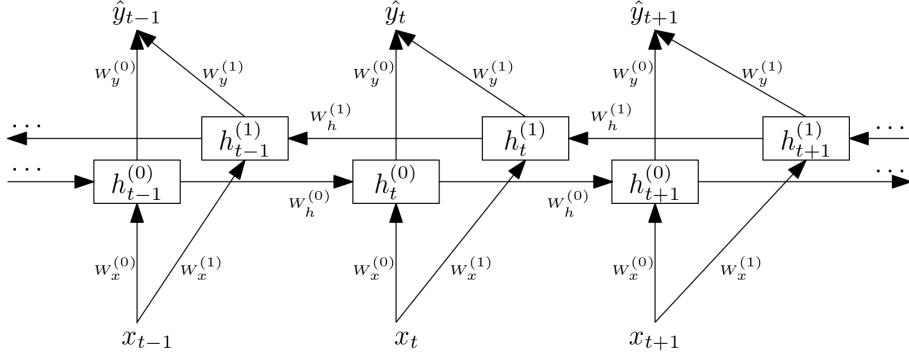 ŷ_{t−1} ŷ_t ŷ_{t+1}
W_y^{(0)} W_y^{(1)} W_y^{(0)} W_y^{(1)} W_y^{(0)} W_y^{(1)}
W_h^{(1)} W_h^{(1)}
... h_{t−1}^{(1)} h_t^{(1)} h_{t+1}^{(1)} ...
... h_{t−1}^{(0)} h_t^{(0)} h_{t+1}^{(0)} ...
W_h^{(0)} W_h^{(0)}
W_x^{(0)} W_x^{(1)} W_x^{(0)} W_x^{(1)} W_x^{(0)} W_x^{(1)}
x_{t−1} x_t x_{t+1}